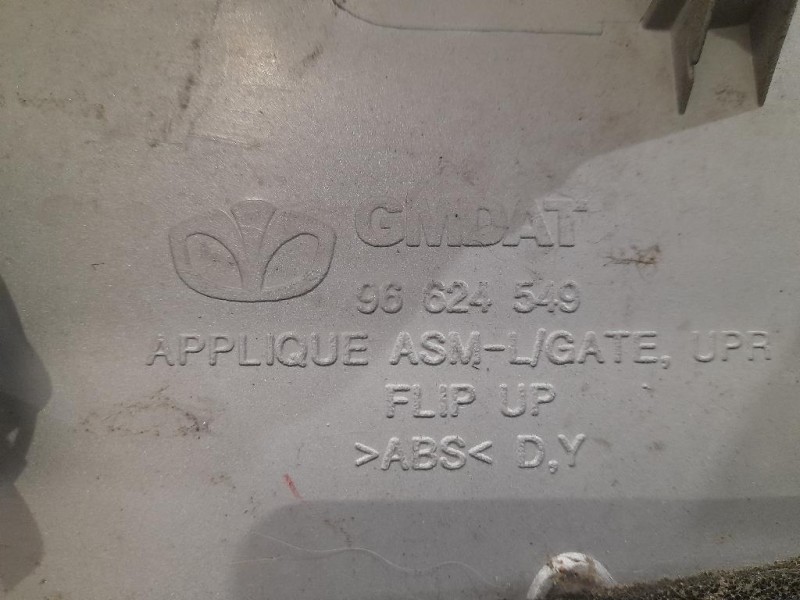 GMDAT
96 624 549
APPLIQUE ASM-L/GATE, UPR
FLIP UP
>ABS< D,Y